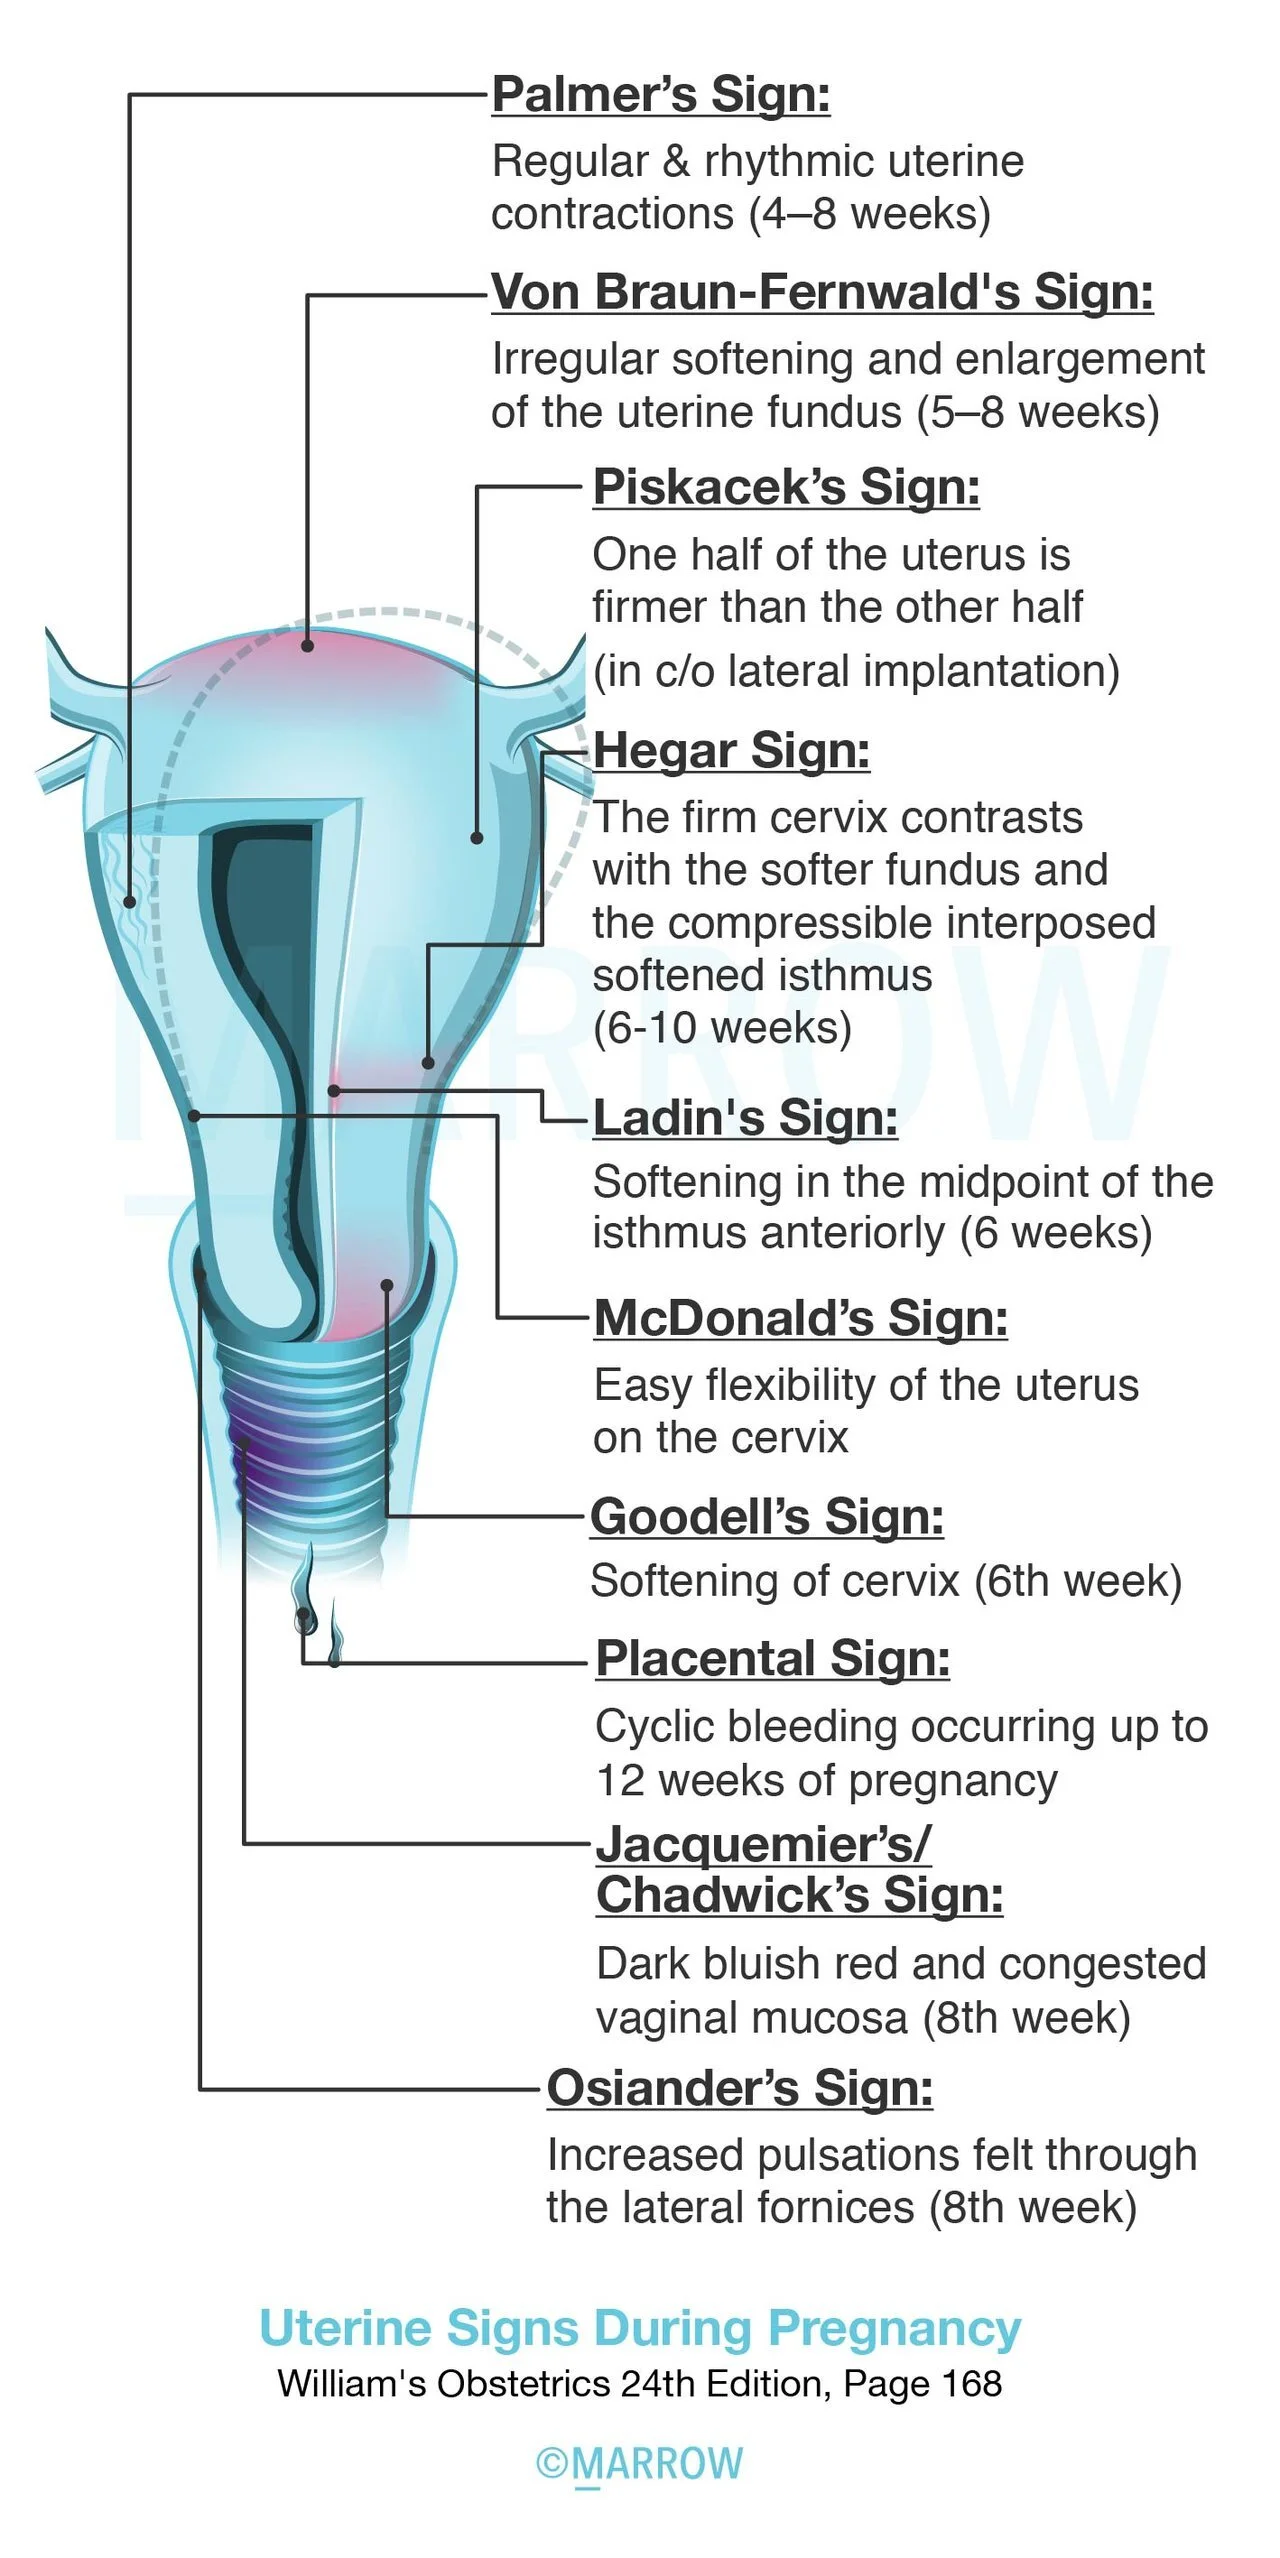 Palmer’s Sign:
Regular & rhythmic uterine
contractions (4–8 weeks)
Von Braun-Fernwald's Sign:
Irregular softening and enlargement
of the uterine fundus (5–8 weeks)
Piskacek’s Sign:
One half of the uterus is
firmer than the other half
(in c/o lateral implantation)
Hegar Sign:
The firm cervix contrasts
with the softer fundus and
the compressible interposed
softened isthmus
(6-10 weeks)
MARROW
Ladin's Sign:
Softening in the midpoint of the
isthmus anteriorly (6 weeks)
McDonald’s Sign:
Easy flexibility of the uterus
on the cervix
Goodell’s Sign:
Softening of cervix (6th week)
Placental Sign:
Cyclic bleeding occurring up to
12 weeks of pregnancy
Jacquemier’s/
Chadwick’s Sign:
Dark bluish red and congested
vaginal mucosa (8th week)
Osiander’s Sign:
Increased pulsations felt through
the lateral fornices (8th week)
Uterine Signs During Pregnancy
William's Obstetrics 24th Edition, Page 168
©MARROW